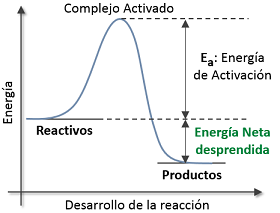 Complejo Activado
Ea: Energía
de Activación
Energía
Reactivos
Energía Neta
desprendida
Productos
Desarrollo de la reacción